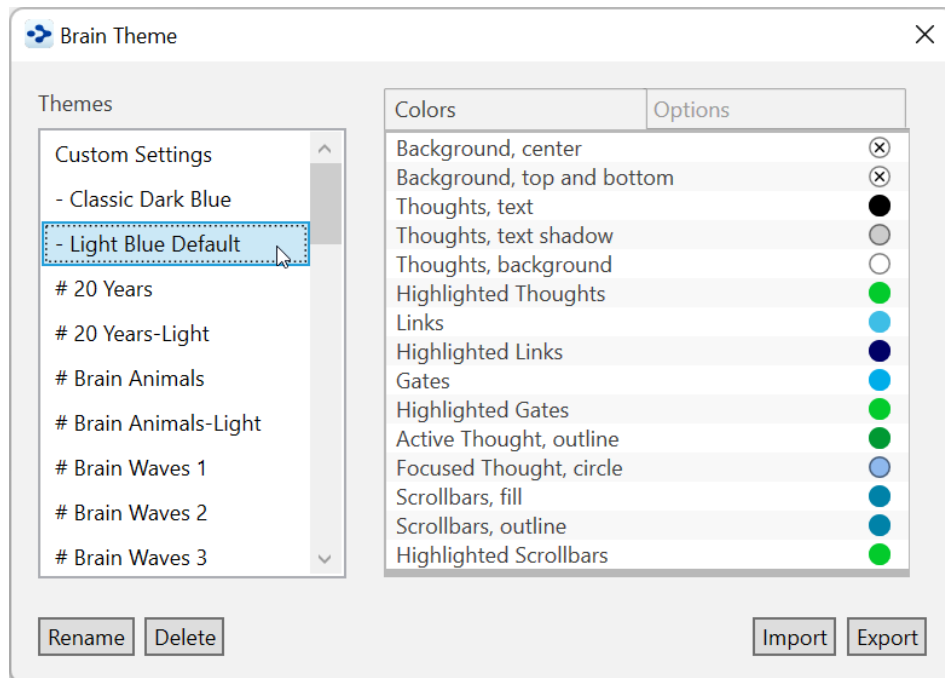 Brain Theme
Themes
Custom Settings
- Classic Dark Blue
- Light Blue Default
# 20 Years
# 20 Years-Light
# Brain Animals
# Brain Animals-Light
# Brain Waves 1
# Brain Waves 2
# Brain Waves 3
Colors Options
Background, center
Background, top and bottom
Thoughts, text
Thoughts, text shadow
Thoughts, background
Highlighted Thoughts
Links
Highlighted Links
Gates
Highlighted Gates
Active Thought, outline
Focused Thought, circle
Scrollbars, fill
Scrollbars, outline
Highlighted Scrollbars
Rename Delete Import Export